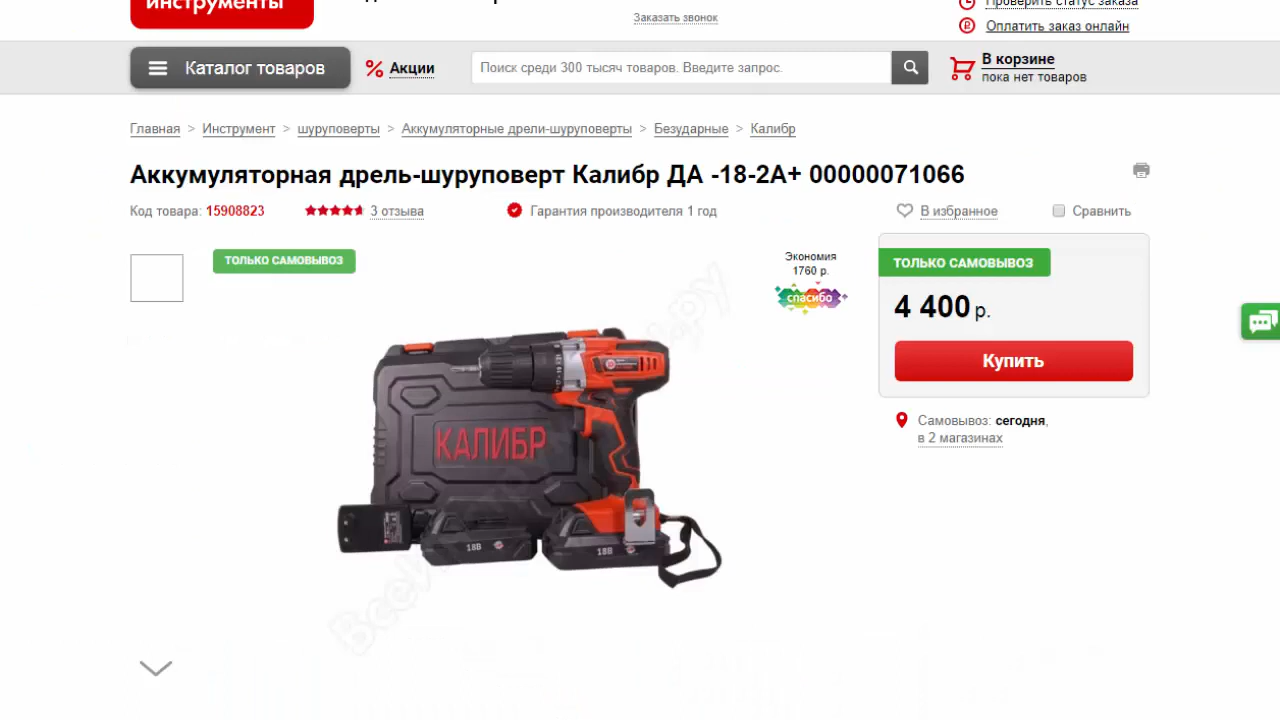 инструменты
Заказать звонок
Проверить статус заказа
Оплатить заказ онлайн
Каталог товаров
% Акции
Поиск среди 300 тысяч товаров. Введите запрос.
В корзине
пока нет товаров
Главная > Инструмент > шуруповерты > Аккумуляторные дрели-шуруповерты > Безударные > Калибр
Аккумуляторная дрель-шуруповерт Калибр ДА -18-2А+ 00000071066
Код товара: 15908823
3 отзыва
Гарантия производителя 1 год
В избранное
Сравнить
ТОЛЬКО САМОВЫВОЗ
Экономия
1760 р.
спасибо
ТОЛЬКО САМОВЫВОЗ
4 400 р.
Купить
Самовывоз: сегодня,
в 2 магазинах
КАЛИБР
18В
18В